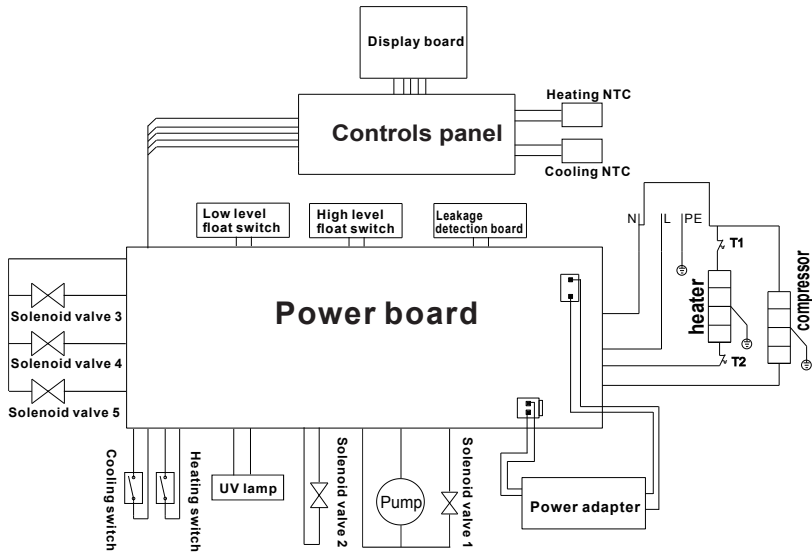 Display board
Heating NTC
Controls panel
Cooling NTC
Low level
float switch
High level
float switch
Leakage
detection board
N
L
PE
T1
heater
compressor
T2
Solenoid valve 3
Solenoid valve 4
Solenoid valve 5
Power board
Cooling switch
Heating switch
UV lamp
Solenoid valve 2
Pump
Solenoid valve 1
Power adapter